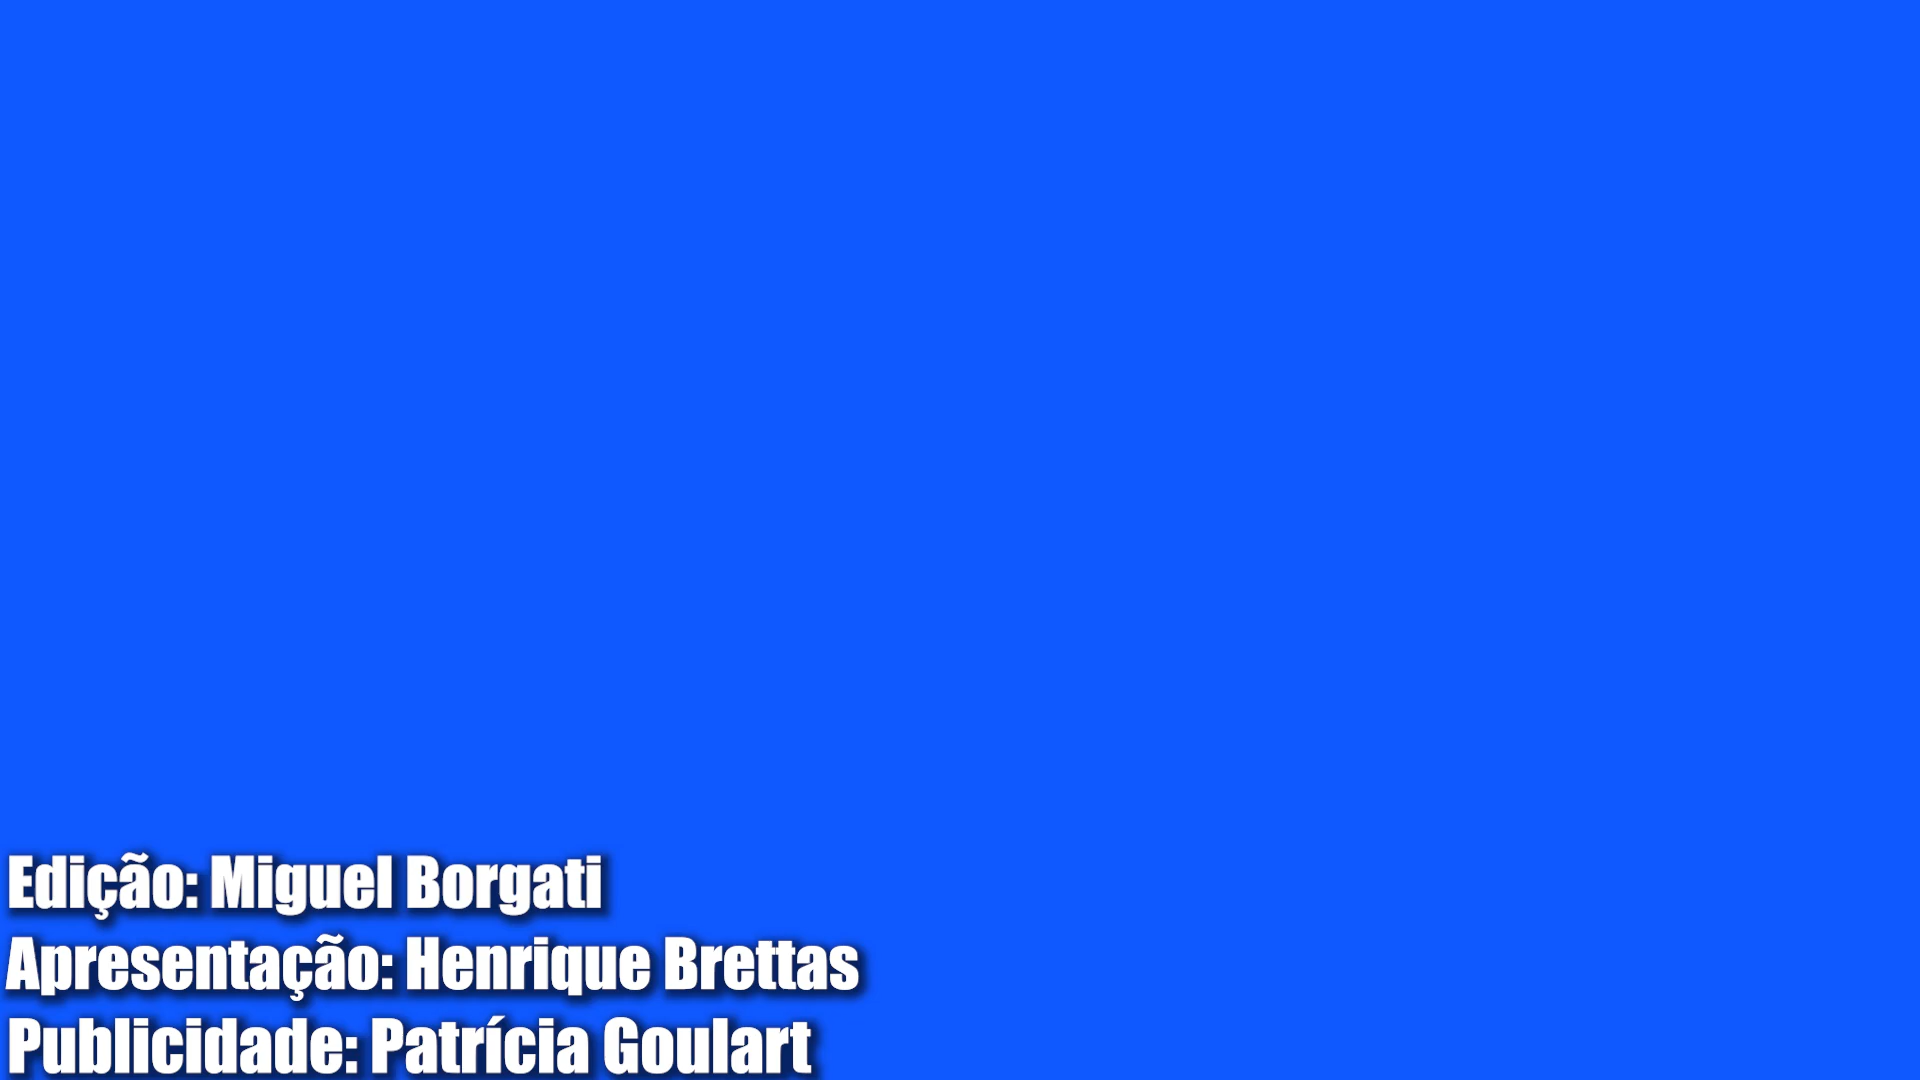 Edição: Miguel Borgati
Apresentação: Henrique Brettas
Publicidade: Patrícia Goulart